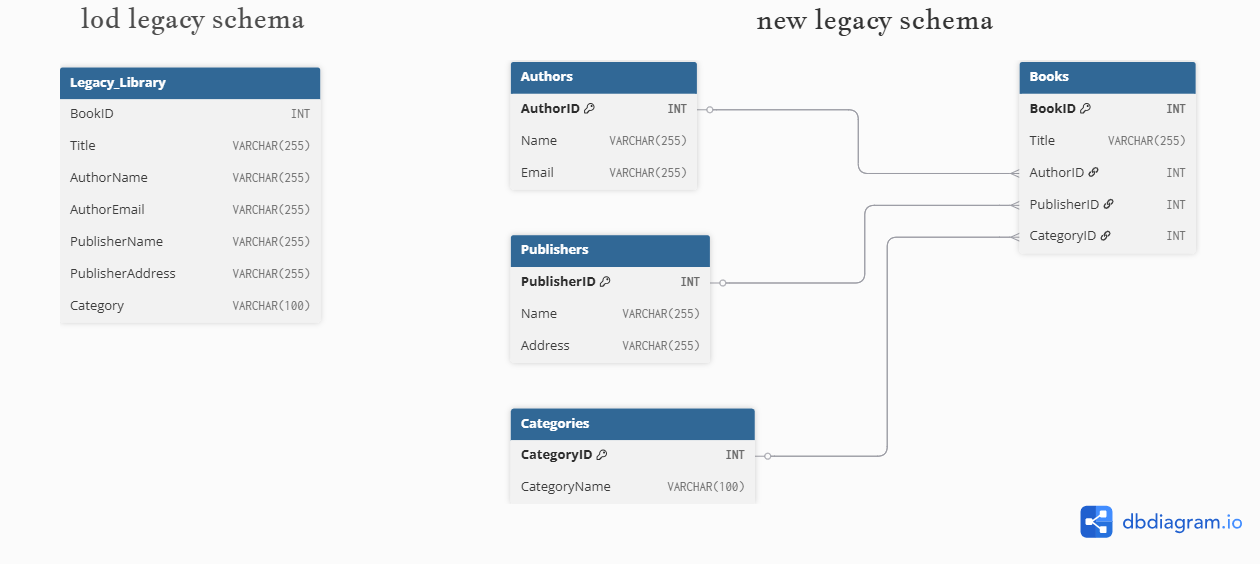 lod legacy schema
Legacy_Library
BookID INT
Title VARCHAR(255)
AuthorName VARCHAR(255)
AuthorEmail VARCHAR(255)
PublisherName VARCHAR(255)
PublisherAddress VARCHAR(255)
Category VARCHAR(100)
new legacy schema
Authors
AuthorID INT
Name VARCHAR(255)
Email VARCHAR(255)
Publishers
PublisherID INT
Name VARCHAR(255)
Address VARCHAR(255)
Categories
CategoryID INT
CategoryName VARCHAR(100)
Books
BookID INT
Title VARCHAR(255)
AuthorID INT
PublisherID INT
CategoryID INT
dbdiagram.io